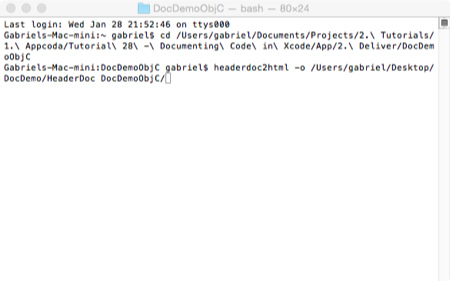 DocDemoObjC — bash — 80×24
Last login: Wed Jan 28 21:52:46 on ttys000
Gabriels-Mac-mini:~ gabriel$ cd /Users/gabriel/Documents/Projects/2.\ Tutorials/
1.\ Appcoda/Tutorial\ 28\ -\ Documenting\ Code\ in\ Xcode/App/2.\ Deliver/DocDem
oObjC
Gabriels-Mac-mini:DocDemoObjC gabriel$ headerdoc2html -o /Users/gabriel/Desktop/
DocDemo/HeaderDoc DocDemoObjC/